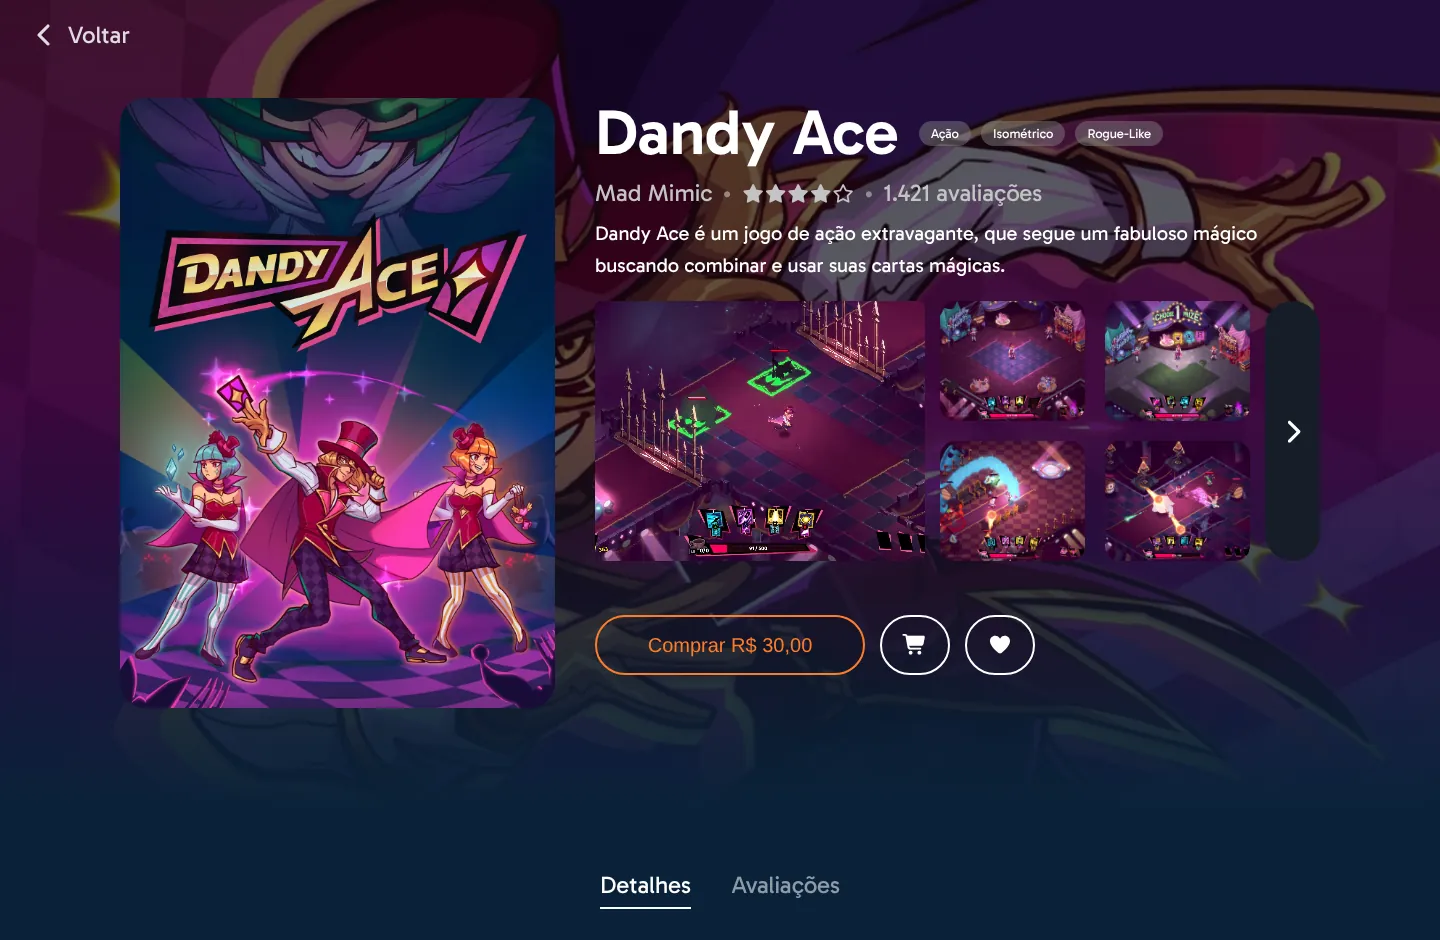 Voltar
Dandy Ace
Ação
Isométrico
Rogue-Like
Mad Mimic • 1.421 avaliações
Dandy Ace é um jogo de ação extravagante, que segue um fabuloso mágico
buscando combinar e usar suas cartas mágicas.
DANDY ACE
Comprar R$ 30,00
Detalhes
Avaliações